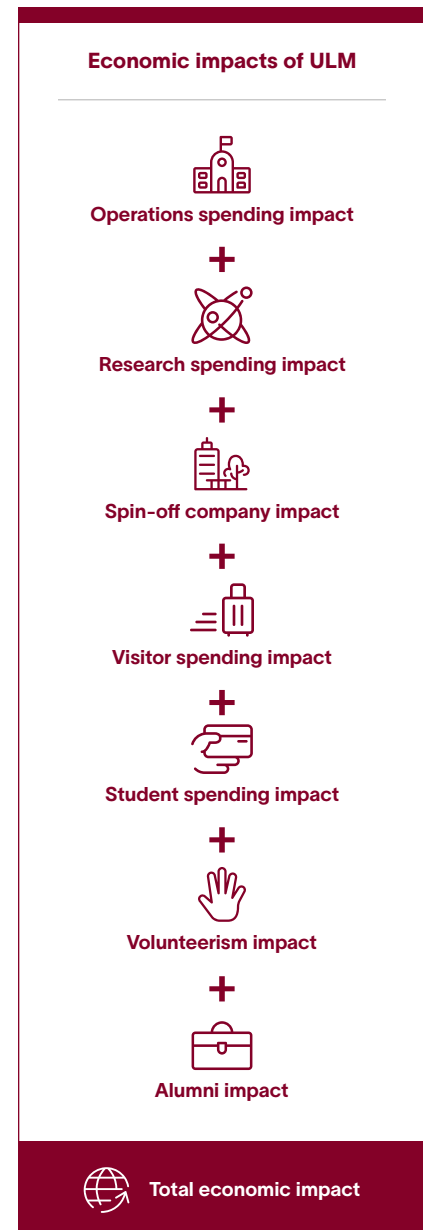 Economic impacts of ULM
Operations spending impact
+
Research spending impact
+
Spin-off company impact
+
Visitor spending impact
+
Student spending impact
+
Volunteerism impact
+
Alumni impact
Total economic impact